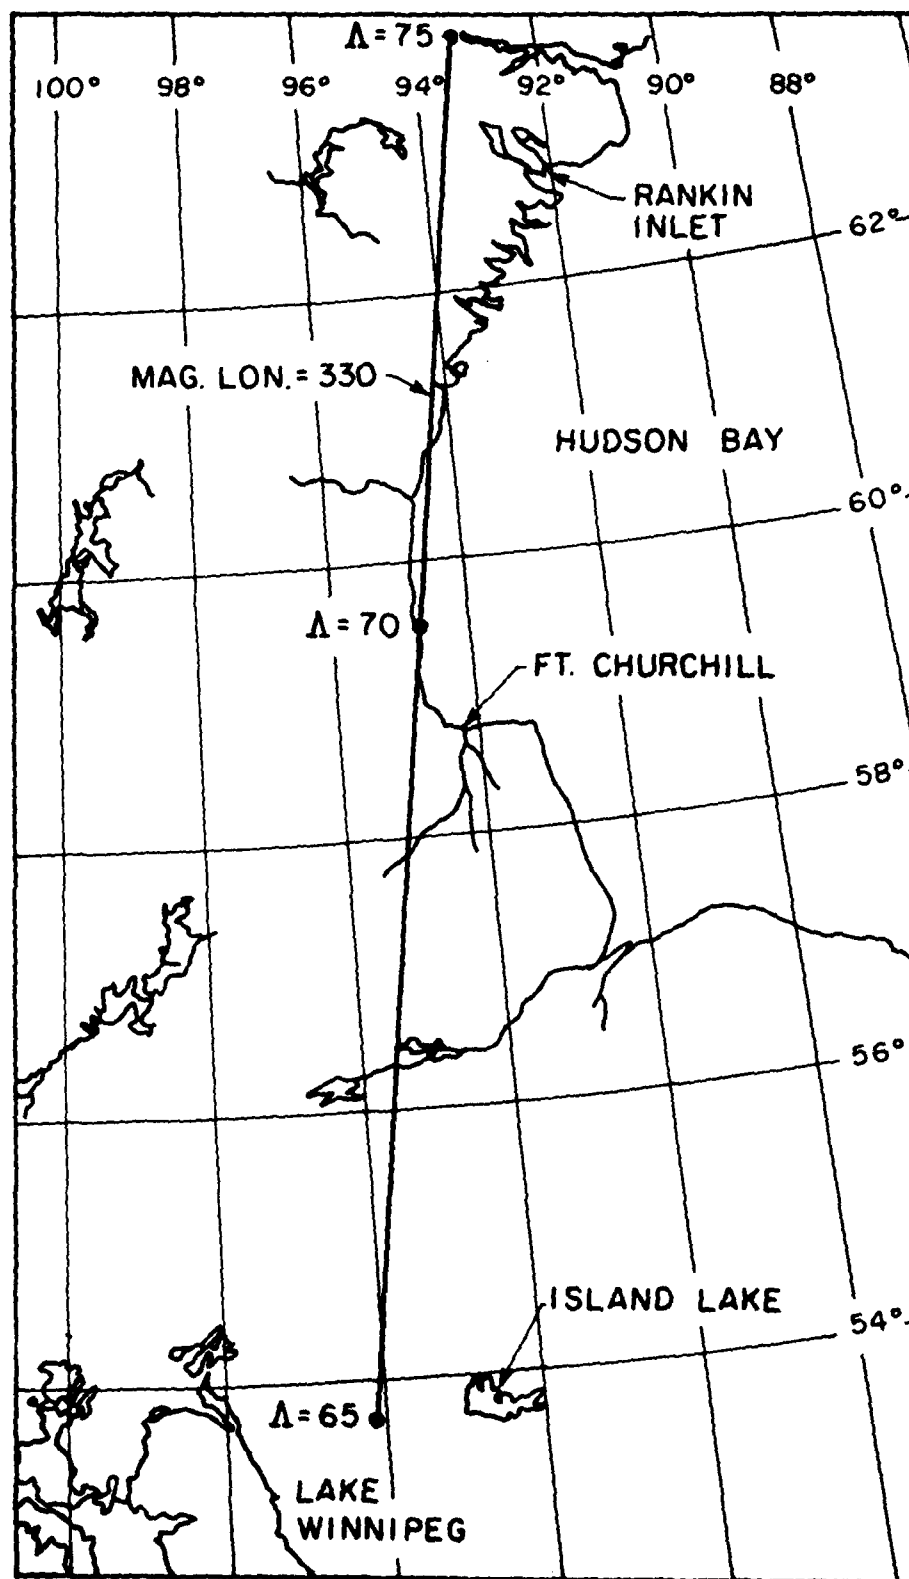 Λ=75
100° 98° 96° 94° 92° 90° 88°
RANKIN
INLET
62°
MAG. LON. = 330
HUDSON BAY
60°
Λ=70
FT. CHURCHILL
58°
56°
ISLAND LAKE
54°
Λ=65
LAKE
WINNIPEG